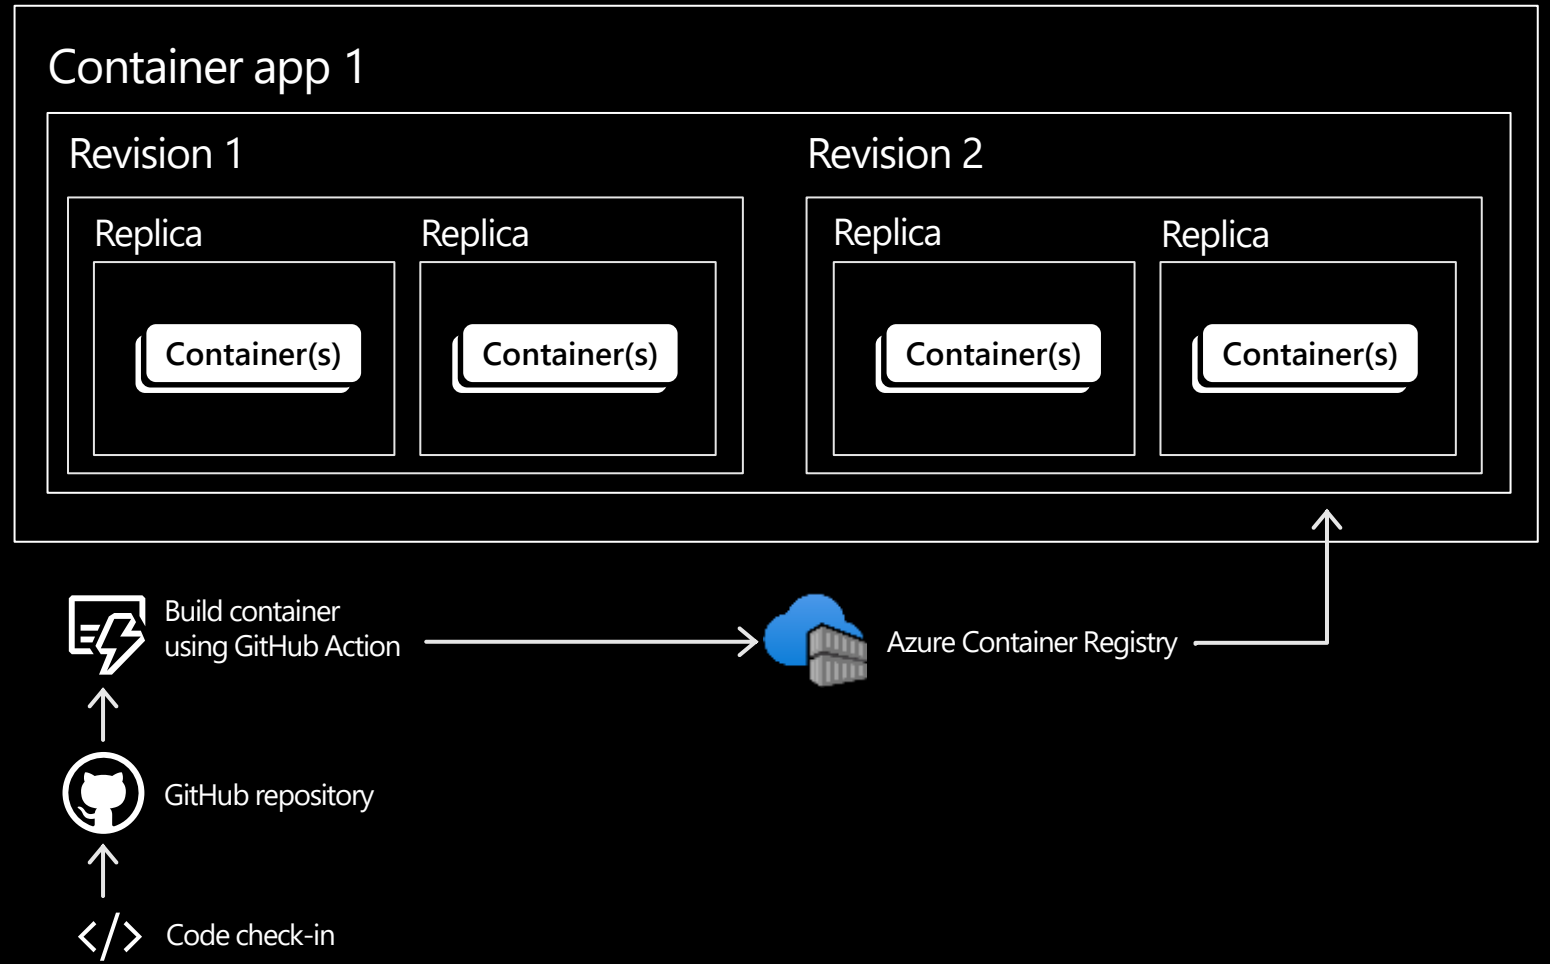 Container app 1
Revision 1
Revision 2
Replica
Replica
Replica
Replica
Container(s)
Container(s)
Container(s)
Container(s)
Build container
using GitHub Action
Azure Container Registry
GitHub repository
Code check-in